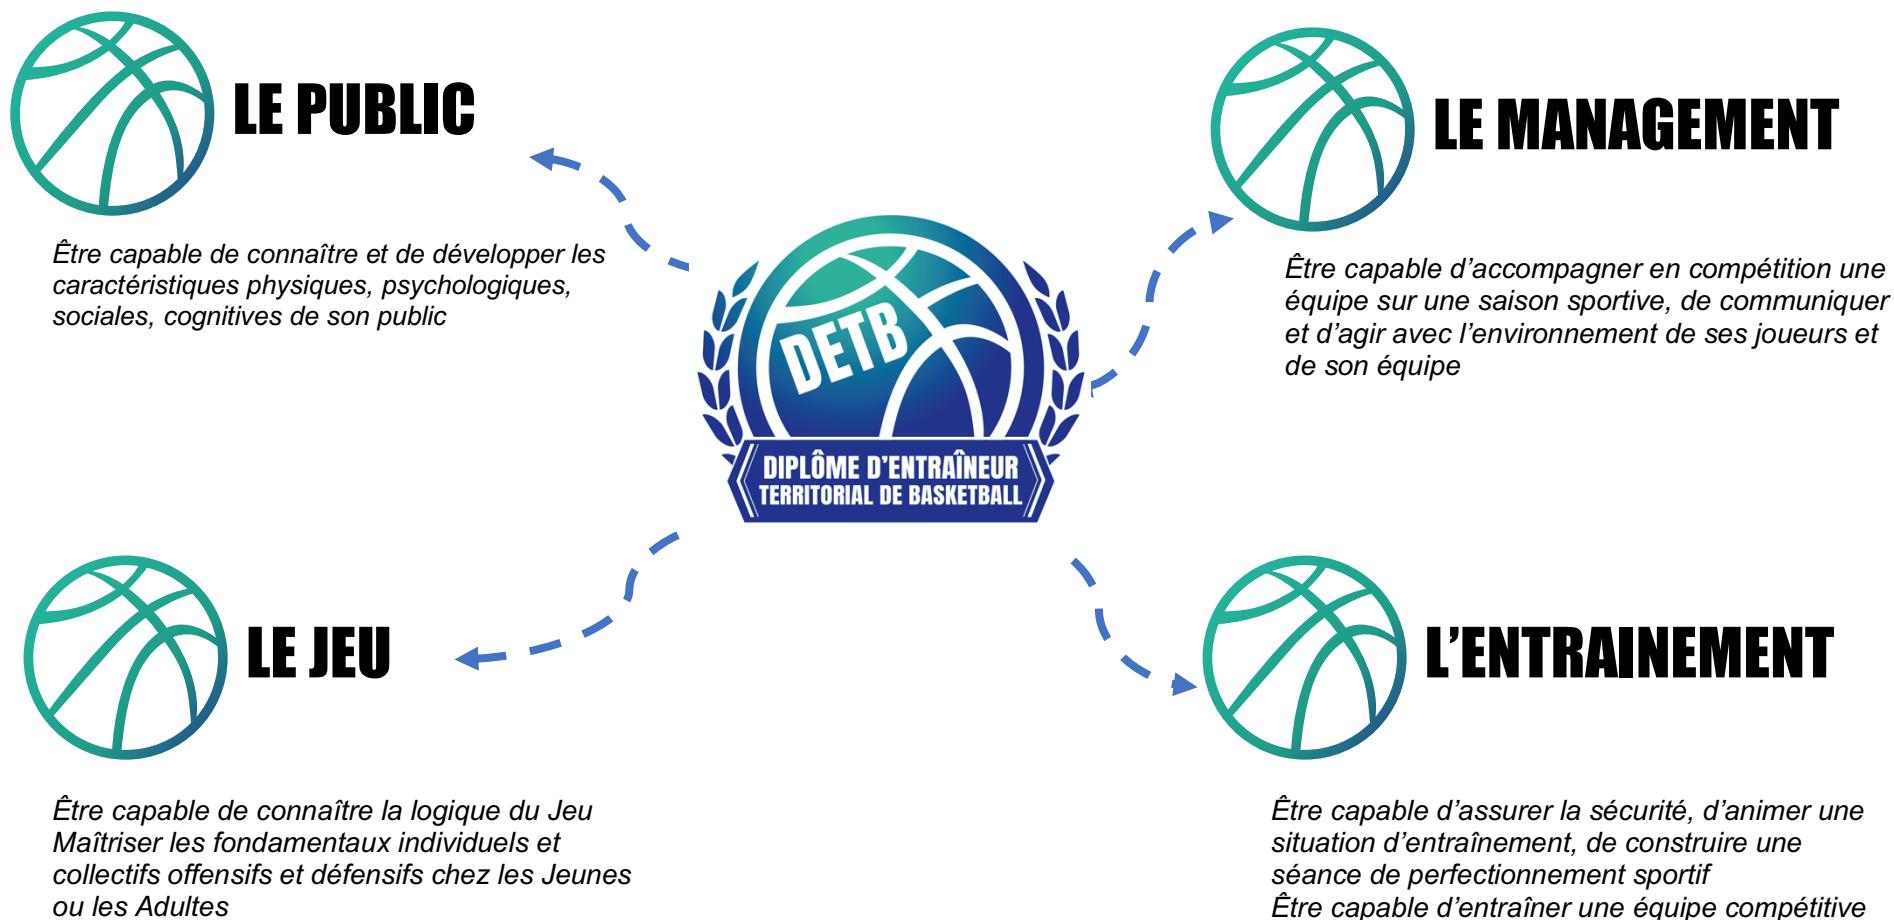 LE PUBLIC
Être capable de connaître et de développer les
caractéristiques physiques, psychologiques,
sociales, cognitives de son public
LE MANAGEMENT
Être capable d’accompagner en compétition une
équipe sur une saison sportive, de communiquer
et d’agir avec l’environnement de ses joueurs et
de son équipe
DETB
DIPLÔME D’ENTRAÎNEUR
TERRITORIAL DE BASKETBALL
LE JEU
Être capable de connaître la logique du Jeu
Maîtriser les fondamentaux individuels et
collectifs offensifs et défensifs chez les Jeunes
ou les Adultes
L’ENTRAINEMENT
Être capable d’assurer la sécurité, d’animer une
situation d’entraînement, de construire une
séance de perfectionnement sportif
Être capable d’entraîner une équipe compétitive